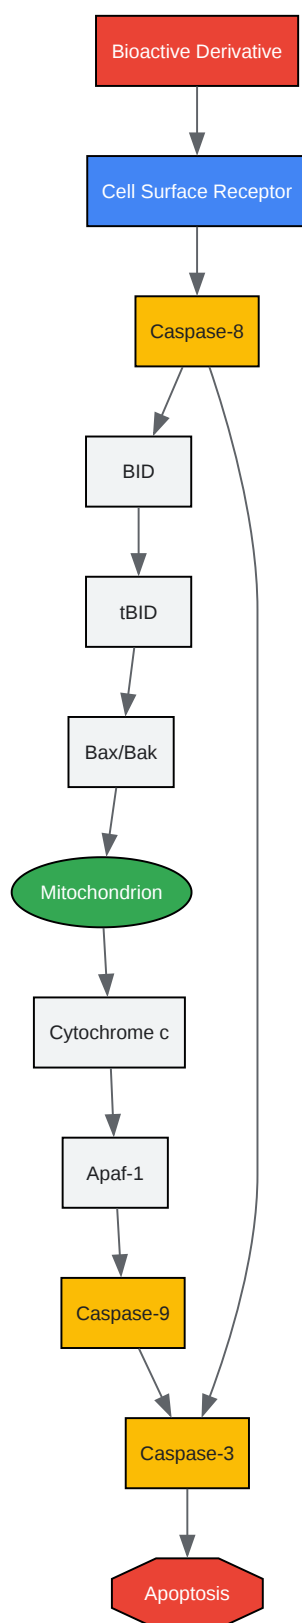 Bioactive Derivative
Cell Surface Receptor
Caspase-8
BID
tBID
Bax/Bak
Mitochondrion
Cytochrome c
Apaf-1
Caspase-9
Caspase-3
Apoptosis